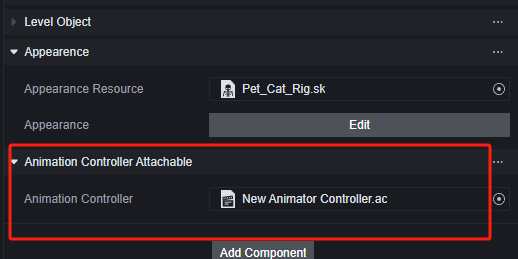 Level Object
...
Appearance
...
Appearance Resource Pet_Cat_Rig.sk
Appearance Edit
Animation Controller Attachable
...
Animation Controller New Animator Controller.ac
Add Component